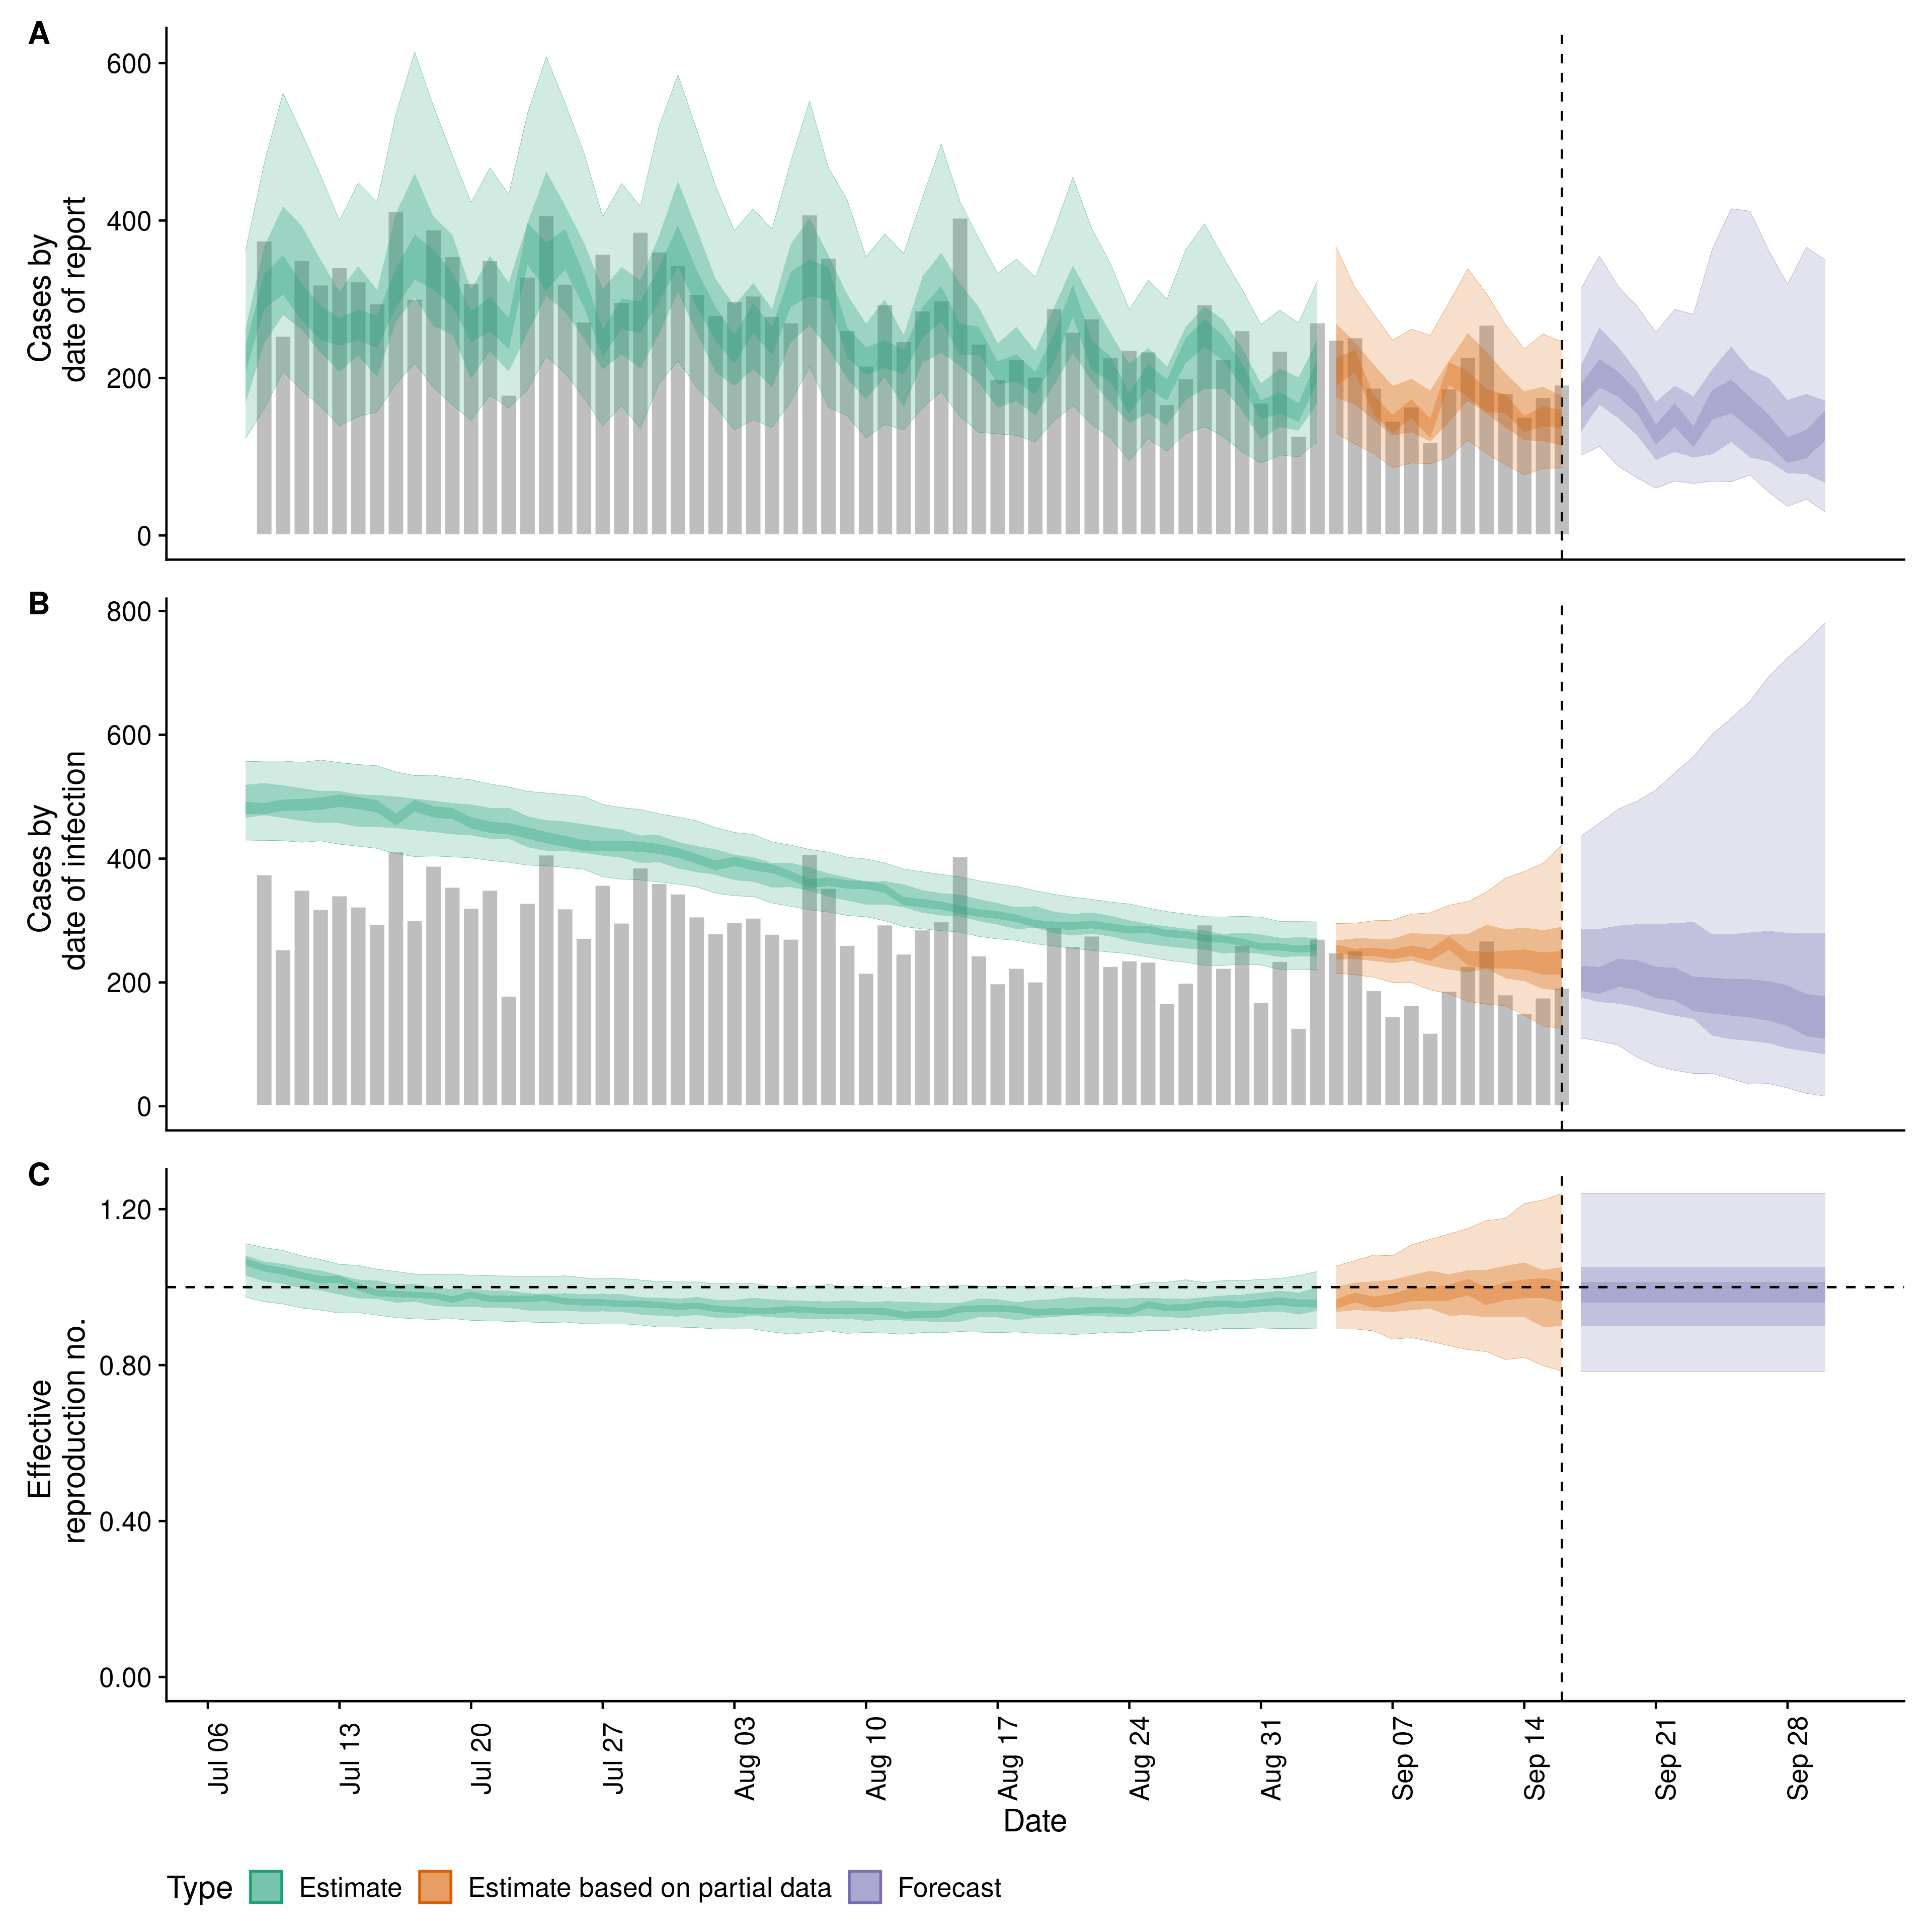 A
600
400
200
0
Cases by
date of report
B
800
600
400
200
0
Cases by
date of infection
C
1.20
0.80
0.40
0.00
Effective
reproduction no.
Jul 06
Jul 13
Jul 20
Jul 27
Aug 03
Aug 10
Aug 17
Aug 24
Aug 31
Sep 07
Sep 14
Sep 21
Sep 28
Date
Type Estimate Estimate based on partial data Forecast